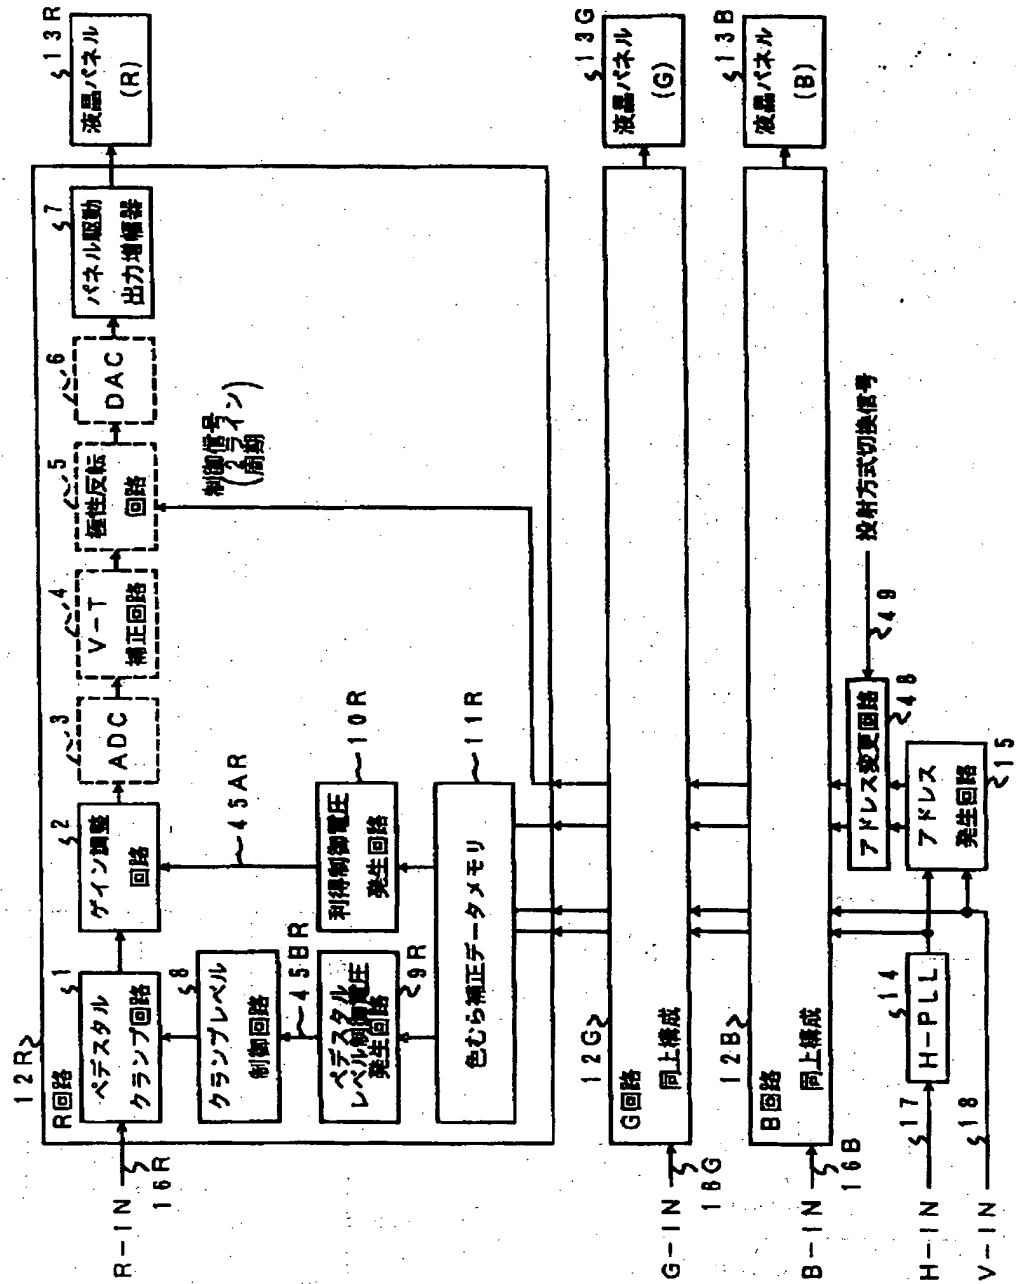 12R
R回路
R-IN
16R
ペデスタル
クランプ回路
1
ゲイン調整
回路
2
ADC
3
V-T
補正回路
4
極性反転
回路
5
DAC
6
パネル駆動
出力増幅器
7
液晶パネル
(R)
13R
クランプレベル
制御回路
8
45BR
ペデスタル
レベル制御電圧
発生回路
9R
45AR
利得制御電圧
発生回路
10R
色むら補正データメモリ
11R
制御信号
(2ライン)
周期
12G
G回路
同上構成
G-IN
16G
液晶パネル
(G)
13G
12B
B回路
同上構成
B-IN
16B
液晶パネル
(B)
13B
H-IN
17
H-PLL
14
V-IN
18
アドレス変更回路
48
49
投射方式切換信号
アドレス
発生回路
15